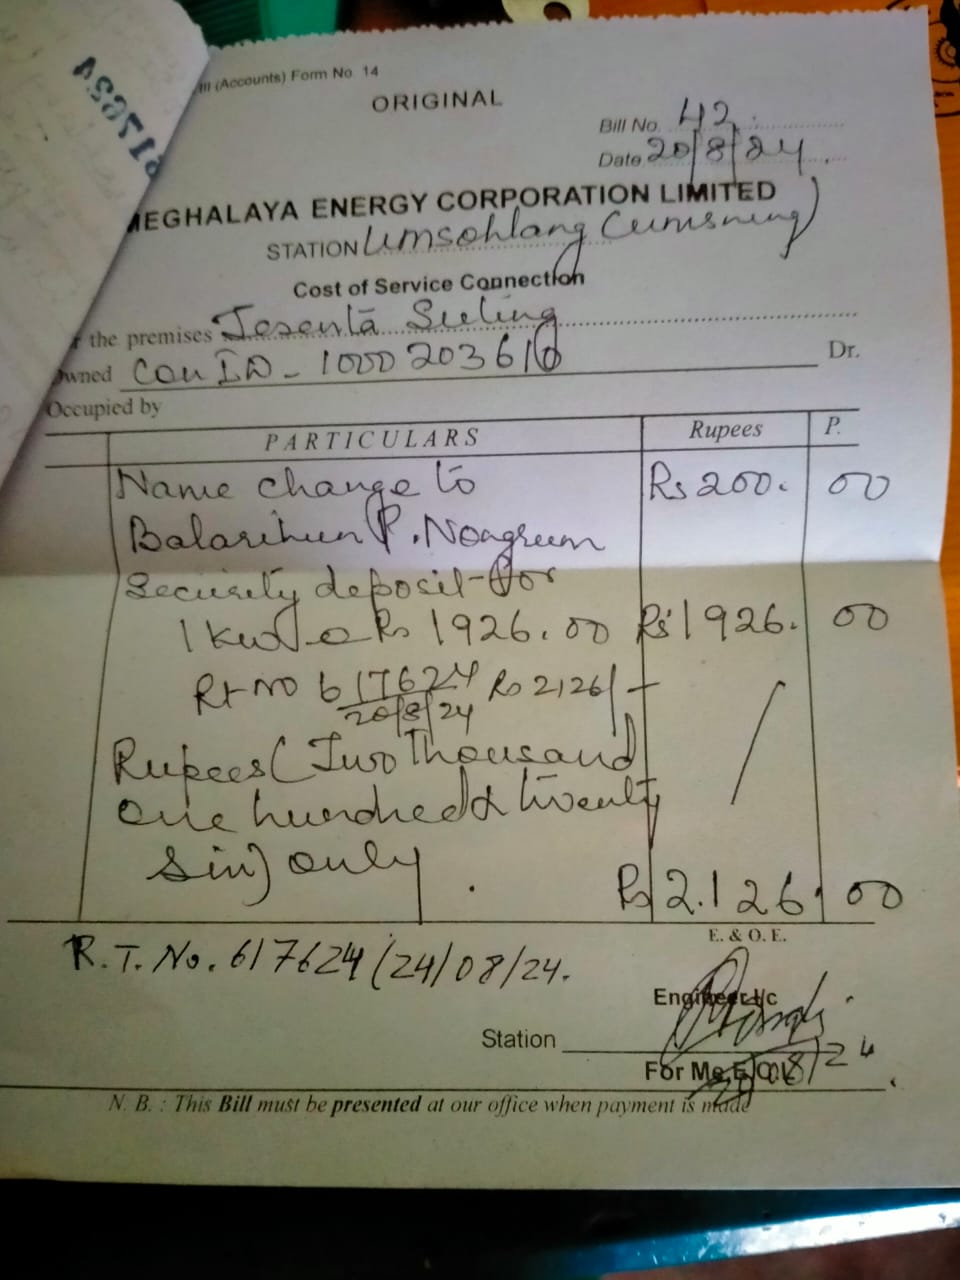 III (Accounts) Form No. 14
ORIGINAL
Bill No. 42
Date 20/8/24
MEGHALAYA ENERGY CORPORATION LIMITED
STATION Umsohlang (Umsning)
Cost of Service Connection
the premises
Owned Con ID - 1000203610 Dr.
Occupied by
PARTICULARS Rupees P.
Name change to Rs 200. 00
Balarihun P. Nongrum
Security deposit for
1 kw @ Rs 1926.00 Rs 1926. 00
Rt no 617624 Rs 2126/-
20/8/24
Rupees (Two Thousand
One hundred & twenty
Six) only.
Rs 2.126. 00
E. & O. E.
R.T. No. 617624 (24/08/24.
Engineer I/c
Station
For Me.E.C.L
N. B. : This Bill must be presented at our office when payment is made
617624